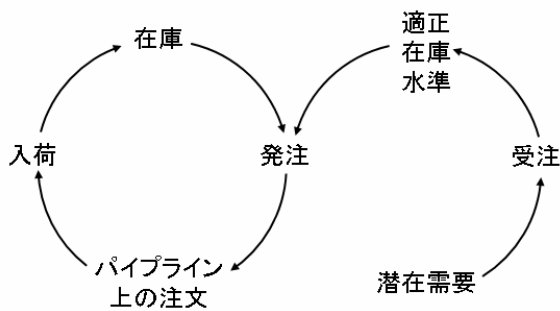 在庫
適正
在庫
水準
入荷
発注
受注
パイプライン
上の注文
潜在需要